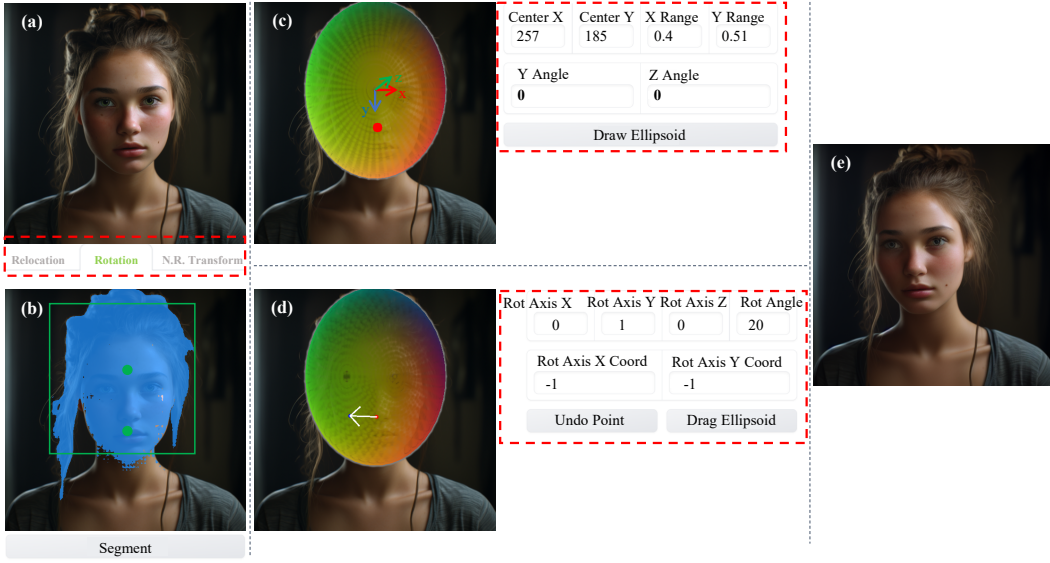 (a)
Relocation Rotation N.R. Transform
(b)
Segment
(c)
x
y
Center X Center Y X Range Y Range
257 185 0.4 0.51
Y Angle Z Angle
0 0
Draw Ellipsoid
(d)
Rot Axis X Rot Axis Y Rot Axis Z Rot Angle
0 1 0 20
Rot Axis X Coord Rot Axis Y Coord
-1 -1
Undo Point Drag Ellipsoid
(e)